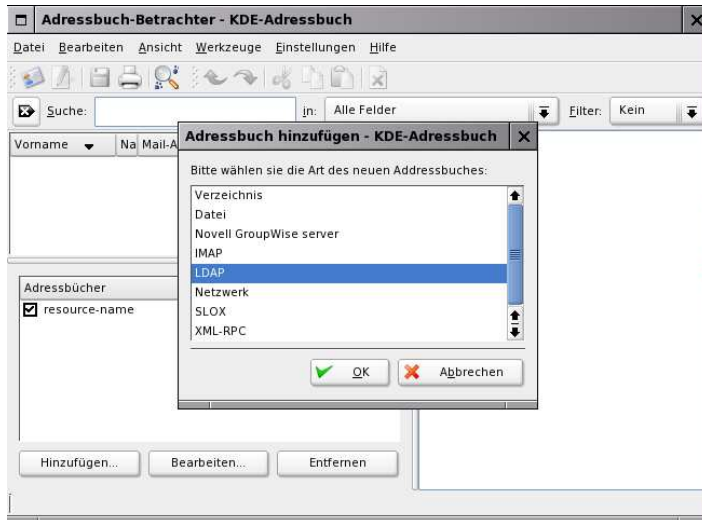 Adressbuch-Betrachter - KDE-Adressbuch
Datei Bearbeiten Ansicht Werkzeuge Einstellungen Hilfe
Suche: in: Alle Felder Filter: Kein
Vorname Na Mail-A
Adressbuch hinzufügen - KDE-Adressbuch
Bitte wählen sie die Art des neuen Addressbuches:
Verzeichnis
Datei
Novell GroupWise server
IMAP
LDAP
Netzwerk
SLOX
XML-RPC
OK Abbrechen
Adressbücher
resource-name
Hinzufügen... Bearbeiten... Entfernen